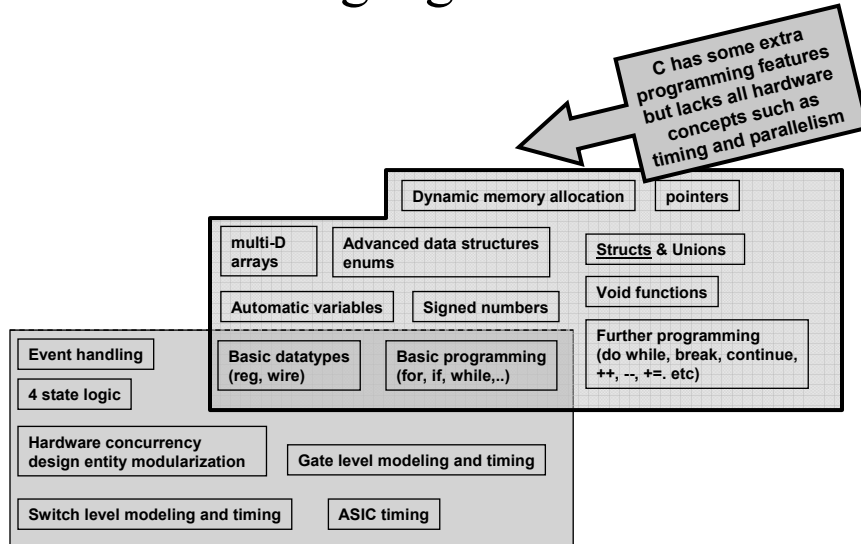 C has some extra
programming features
but lacks all hardware
concepts such as
timing and parallelism
Dynamic memory allocation
pointers
multi-D
arrays
Advanced data structures
enums
Structs & Unions
Automatic variables
Signed numbers
Void functions
Event handling
Basic datatypes
(reg, wire)
Basic programming
(for, if, while,..)
Further programming
(do while, break, continue,
++, --, +=. etc)
4 state logic
Hardware concurrency
design entity modularization
Gate level modeling and timing
Switch level modeling and timing
ASIC timing